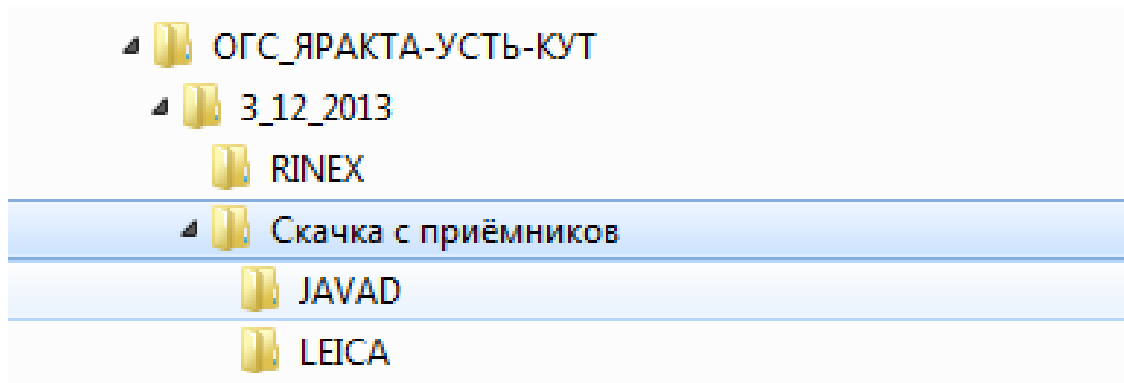 ОГС_ЯРАКТА-УСТЬ-КУТ
3_12_2013
RINEX
Скачка с приёмников
JAVAD
LEICA